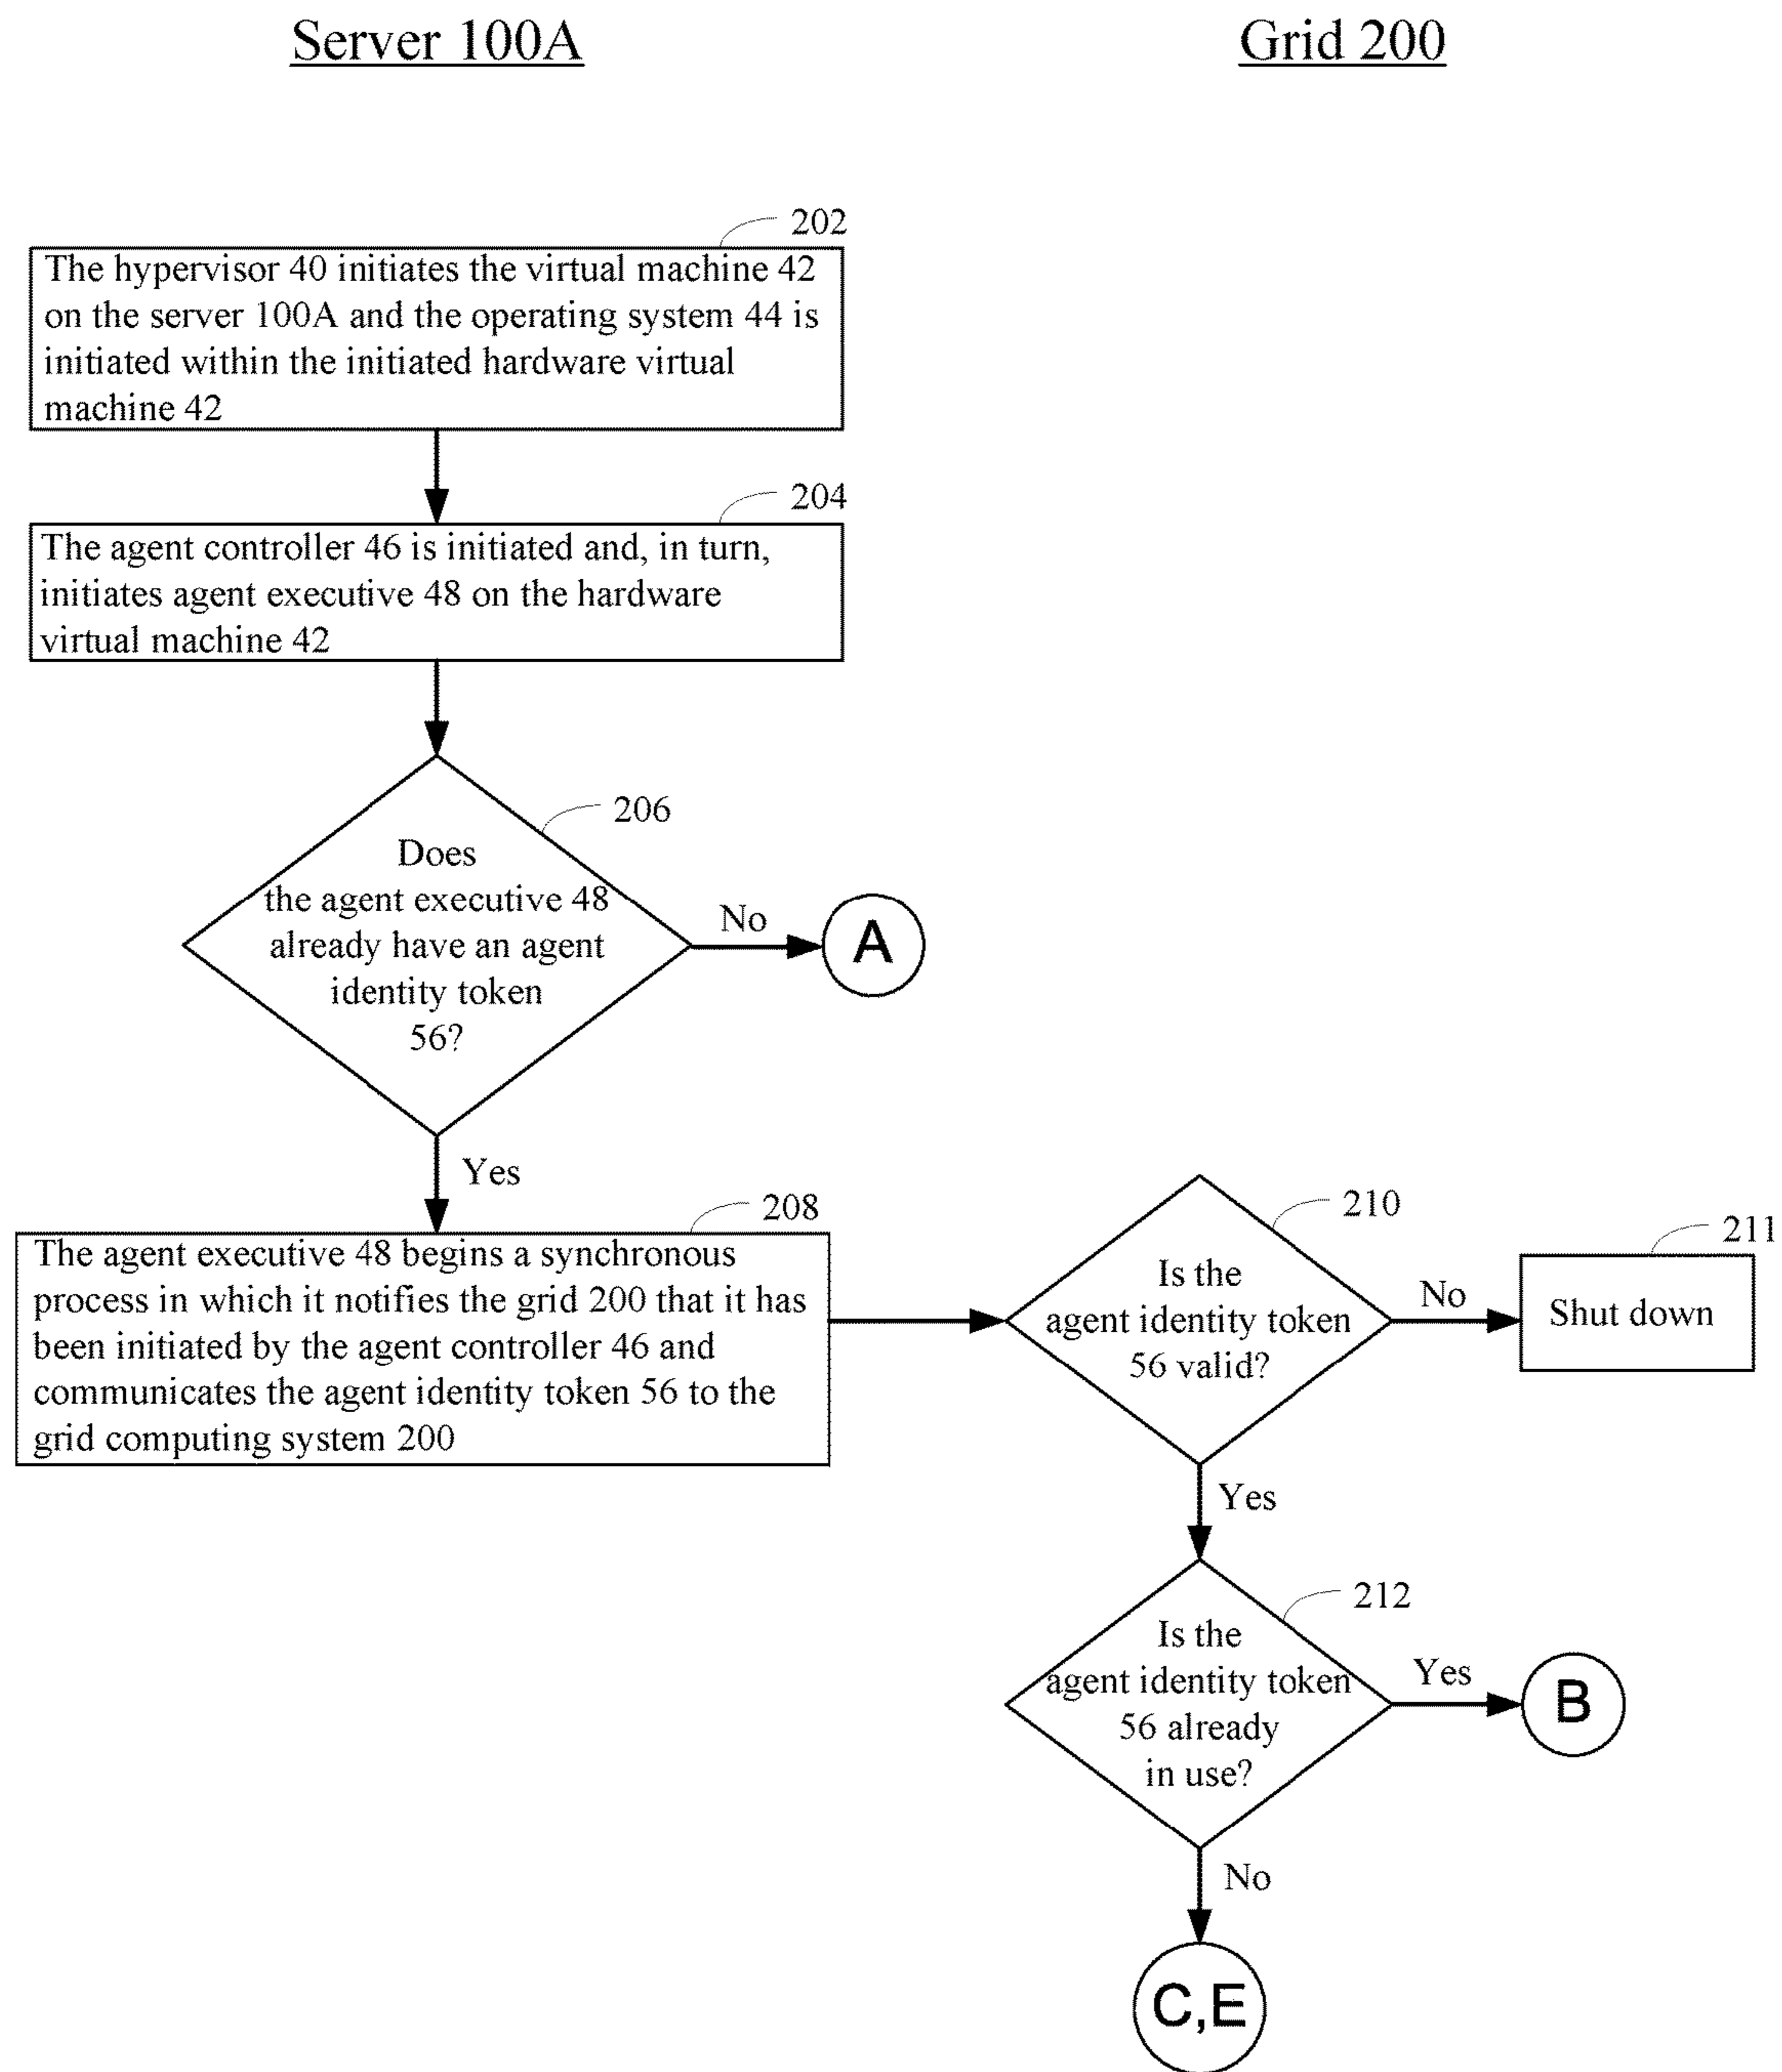 Server 100A
Grid 200
202
The hypervisor 40 initiates the virtual machine 42
on the server 100A and the operating system 44 is
initiated within the initiated hardware virtual
machine 42
204
The agent controller 46 is initiated and, in turn,
initiates agent executive 48 on the hardware
virtual machine 42
206
Does
the agent executive 48
already have an agent
identity token
56?
No
A
Yes
208
The agent executive 48 begins a synchronous
process in which it notifies the grid 200 that it has
been initiated by the agent controller 46 and
communicates the agent identity token 56 to the
grid computing system 200
210
Is the
agent identity token
56 valid?
No
211
Shut down
Yes
212
Is the
agent identity token
56 already
in use?
Yes
B
No
C,E